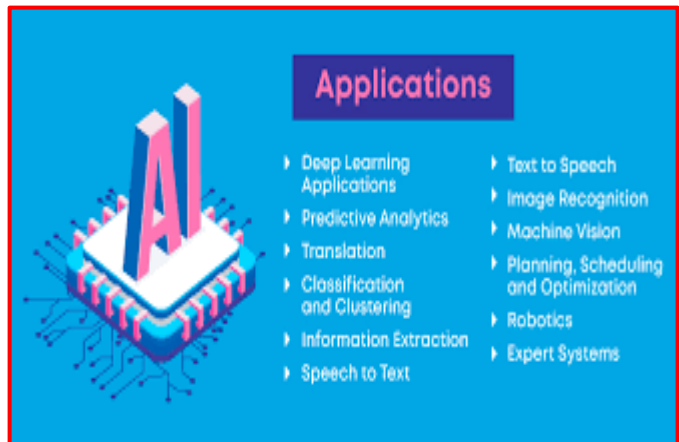 AI
Applications
Deep Learning
Applications
Predictive Analytics
Translation
Classification
and Clustering
Information Extraction
Speech to Text
Text to Speech
Image Recognition
Machine Vision
Planning, Scheduling
and Optimization
Robotics
Expert Systems